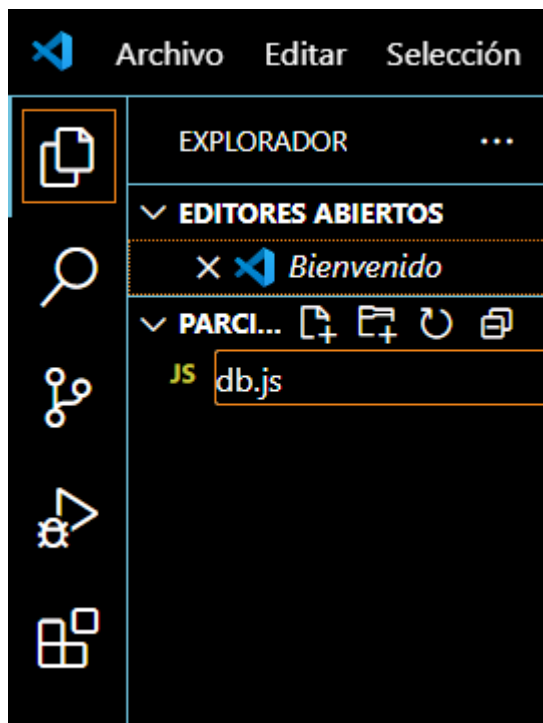 Archivo Editar Selección
EXPLORADOR ...
EDITORES ABIERTOS
Bienvenido
PARCI...
JS db.js